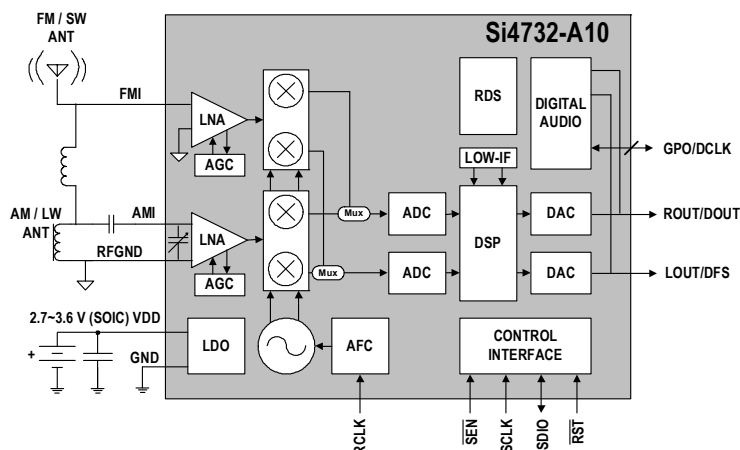 FM / SW
ANT
Si4732-A10
FMI
LNA
AGC
RDS
DIGITAL
AUDIO
LOW-IF
GPO/DCLK
AM / LW
ANT
AMI
RFGND
LNA
AGC
Mux
Mux
ADC
ADC
DSP
DAC
DAC
ROUT/DOUT
LOUT/DFS
2.7~3.6 V (SOIC) VDD
+
GND
LDO
AFC
CONTROL
INTERFACE
RCLK
SEN
SCLK
SDIO
RST